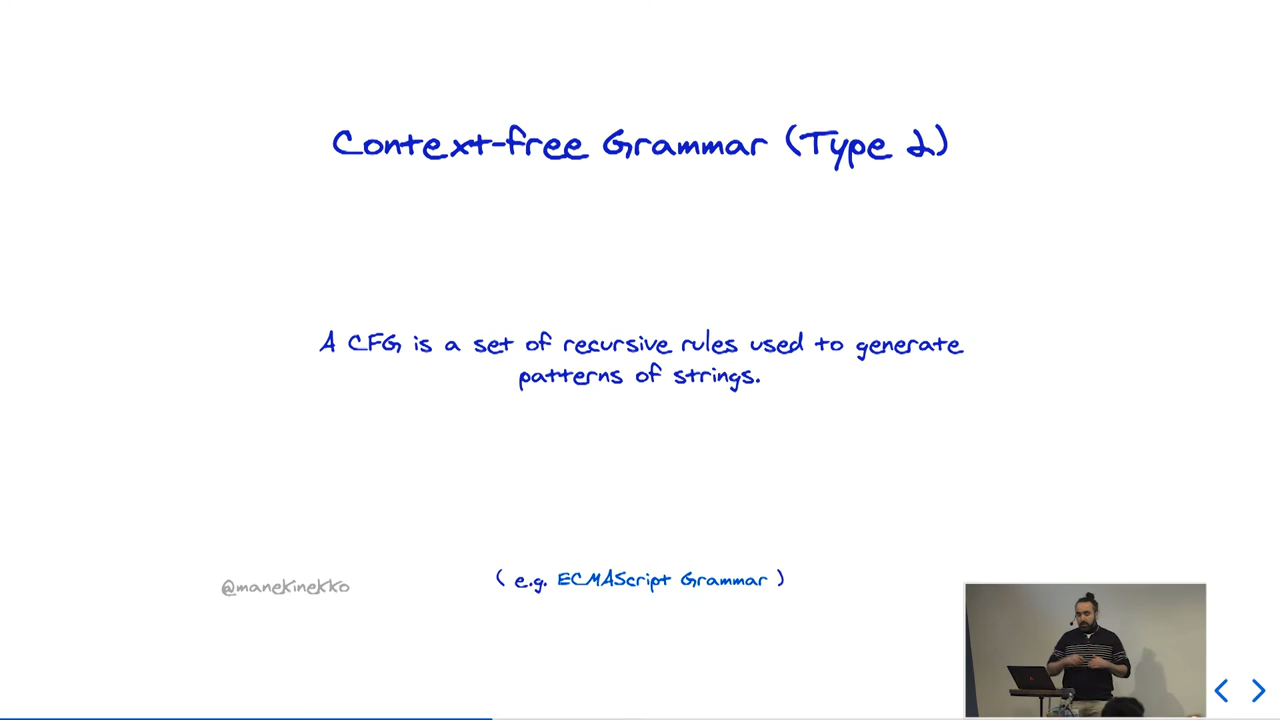 Context-free Grammar (Type 2)
A CFG is a set of recursive rules used to generate
patterns of strings.
@manekinekko
( e.g. ECMAScript Grammar )